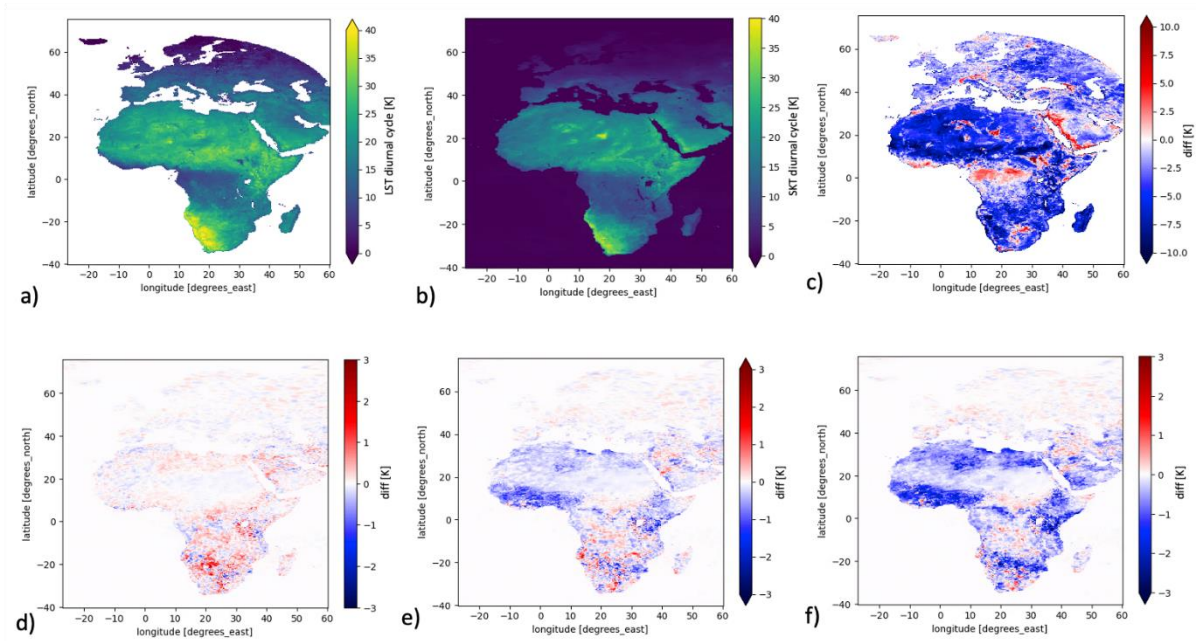 latitude [degrees_north]
60
40
20
0
−20
−40
−20 −10 0 10 20 30 40 50 60
longitude [degrees_east]
40
35
30
25
20
15
10
5
0
LST diurnal cycle [K]
a)
latitude [degrees_north]
60
40
20
0
−20
−40
−20 −10 0 10 20 30 40 50 60
longitude [degrees_east]
40
35
30
25
20
15
10
5
0
SKT diurnal cycle [K]
b)
latitude [degrees_north]
60
40
20
0
−20
−40
−20 −10 0 10 20 30 40 50 60
longitude [degrees_east]
10.0
7.5
5.0
2.5
0.0
−2.5
−5.0
−7.5
−10.0
diff [K]
c)
latitude [degrees_north]
60
40
20
0
−20
−40
−20 −10 0 10 20 30 40 50 60
longitude [degrees_east]
3
2
1
0
−1
−2
−3
diff [K]
d)
latitude [degrees_north]
60
40
20
0
−20
−40
−20 −10 0 10 20 30 40 50 60
longitude [degrees_east]
3
2
1
0
−1
−2
−3
diff [K]
e)
latitude [degrees_north]
60
40
20
0
−20
−40
−20 −10 0 10 20 30 40 50 60
longitude [degrees_east]
3
2
1
0
−1
−2
−3
diff [K]
f)